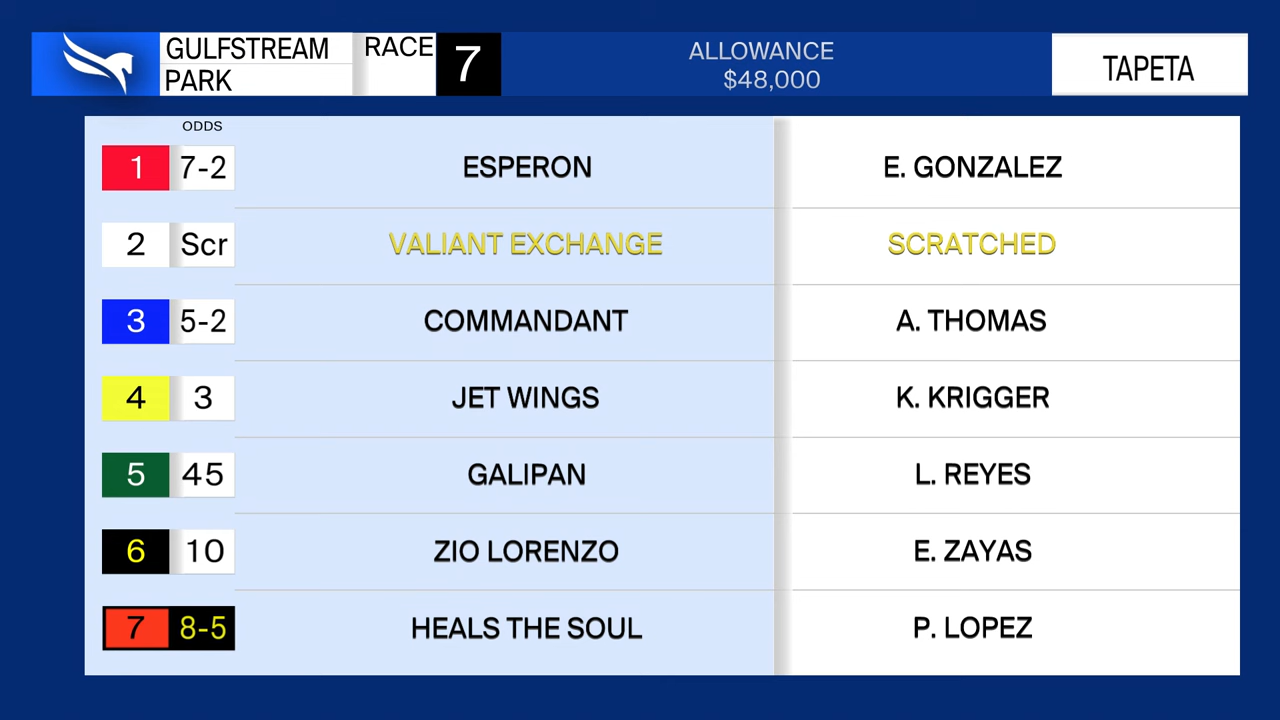 GULFSTREAM
PARK
RACE 7
ALLOWANCE
$48,000
TAPETA
ODDS
1 7-2 ESPERON E. GONZALEZ
2 Scr VALIANT EXCHANGE SCRATCHED
3 5-2 COMMANDANT A. THOMAS
4 3 JET WINGS K. KRIGGER
5 45 GALIPAN L. REYES
6 10 ZIO LORENZO E. ZAYAS
7 8-5 HEALS THE SOUL P. LOPEZ